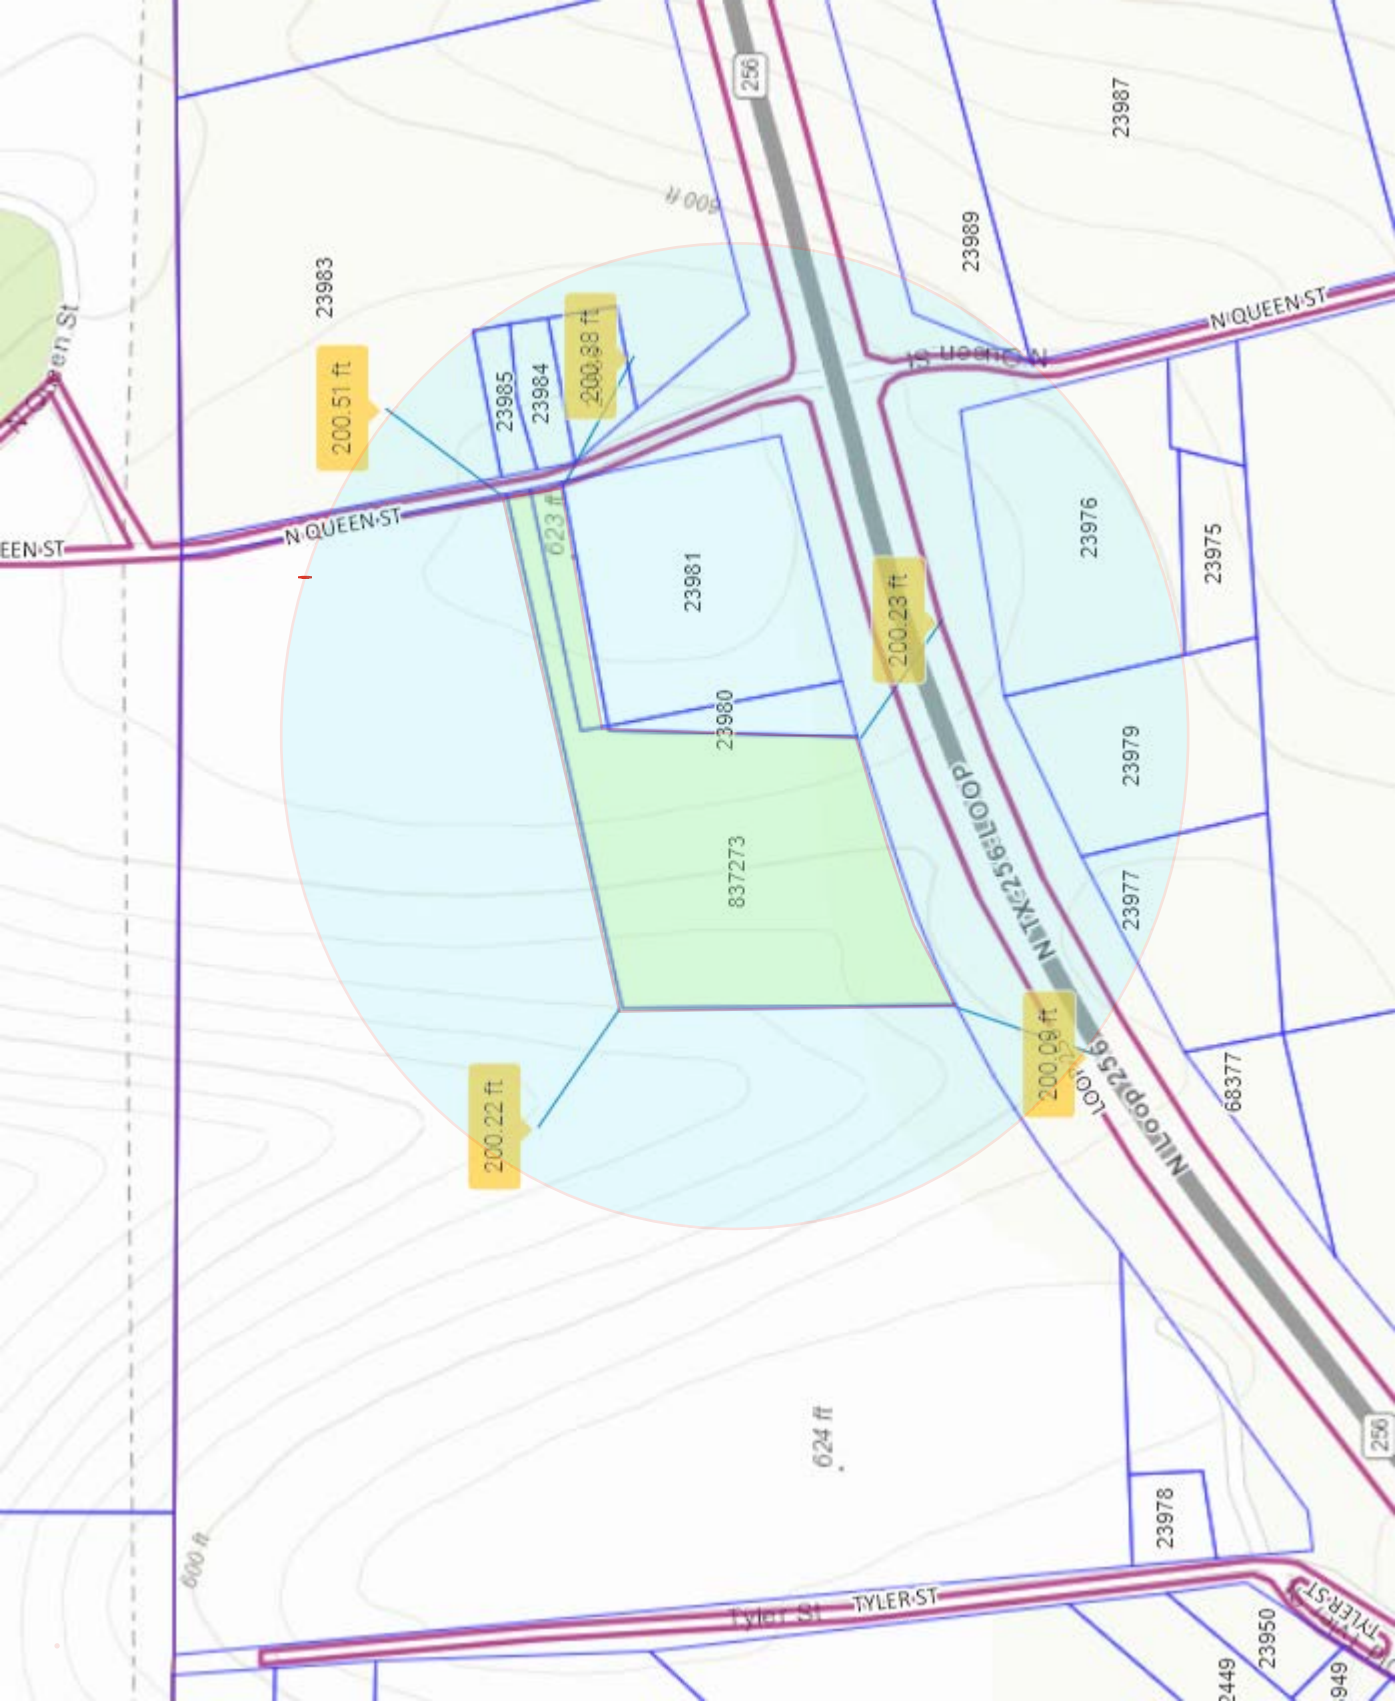 256
23987
600 ft
23989
23983
N QUEEN ST
N Queen St
200.38 ft
200.51 ft
23985
23984
N QUEEN ST
623 ft
23981
23976
23975
200.23 ft
23980
23979
N TX-256-LOOP
837273
23977
200.09 ft
LOOP
N Loop 256
68377
200.22 ft
624 ft
256
23978
600 ft
TYLER ST
Tyler St
TYLER ST
23950